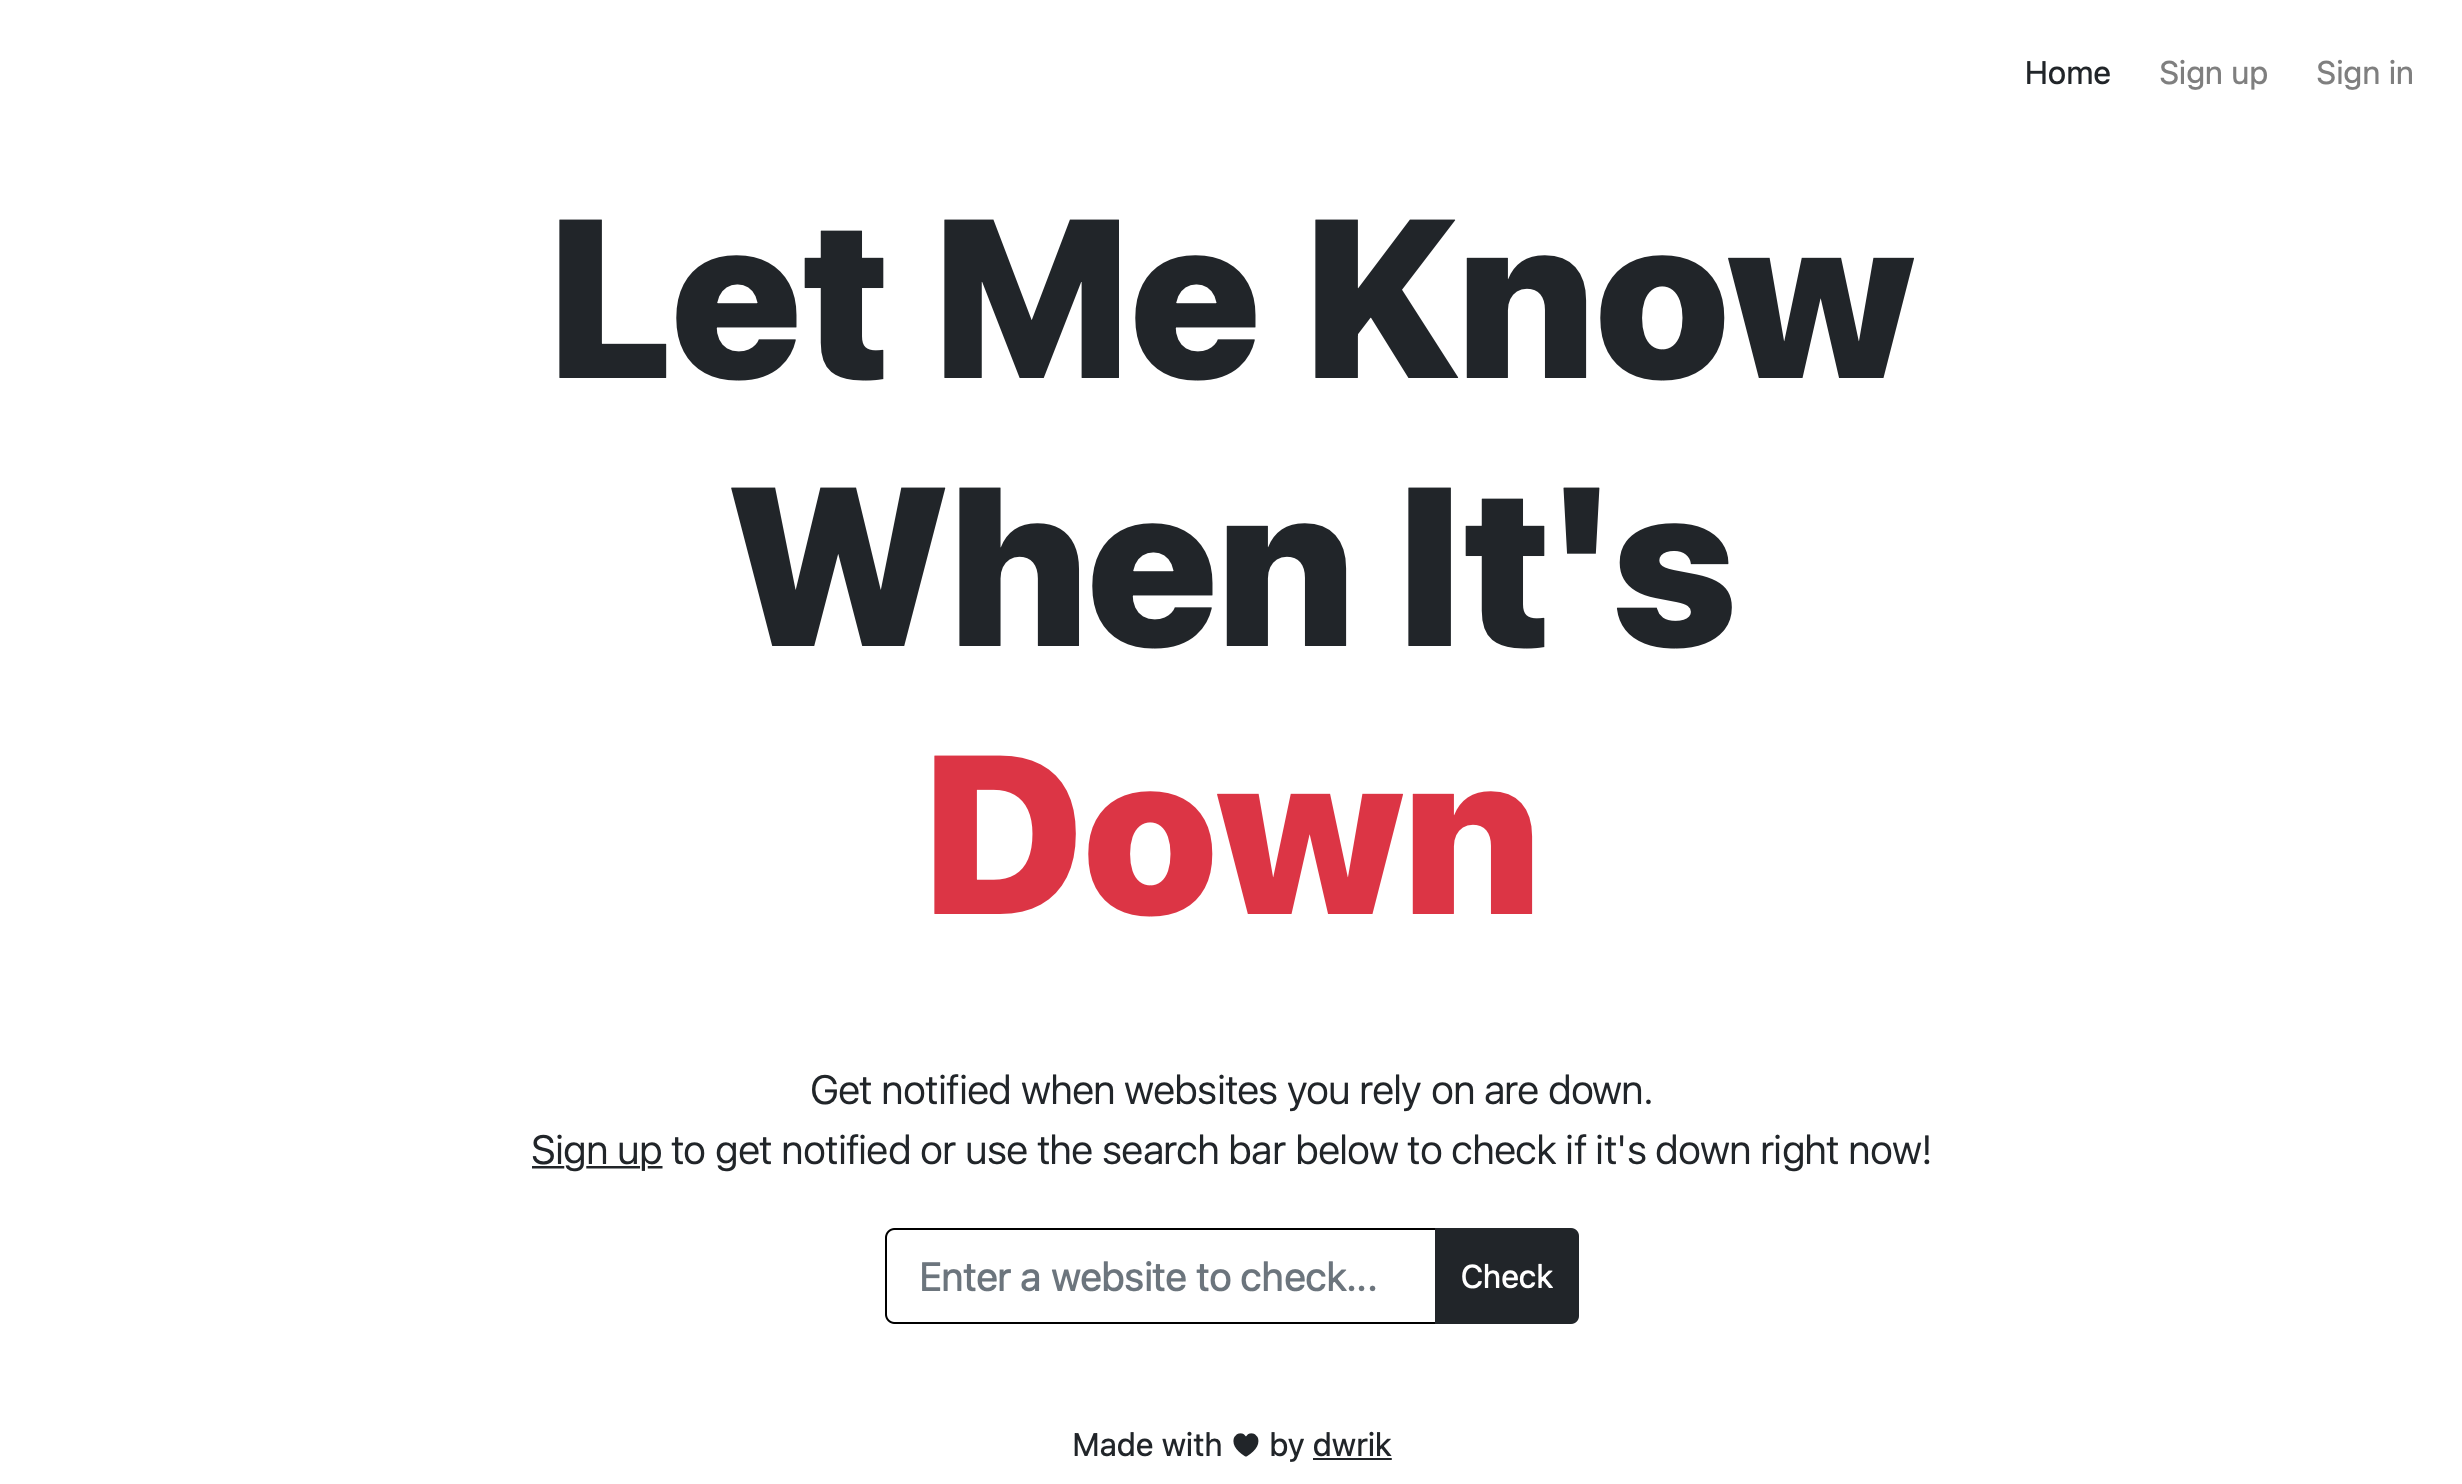 Home Sign up Sign in
Let Me Know
When It's
Down
Get notified when websites you rely on are down.
Sign up to get notified or use the search bar below to check if it's down right now!
Enter a website to check... Check
Made with ♥ by dwrik